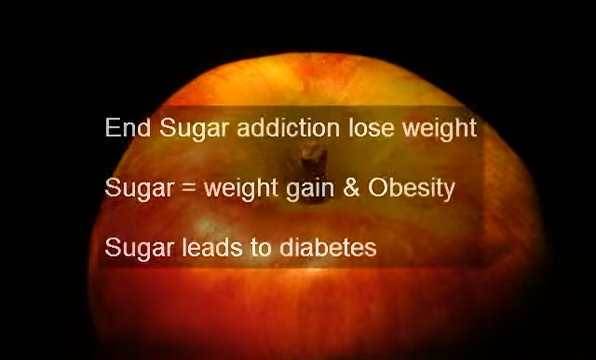 End Sugar addiction lose weight
Sugar = weight gain & Obesity
Sugar leads to diabetes